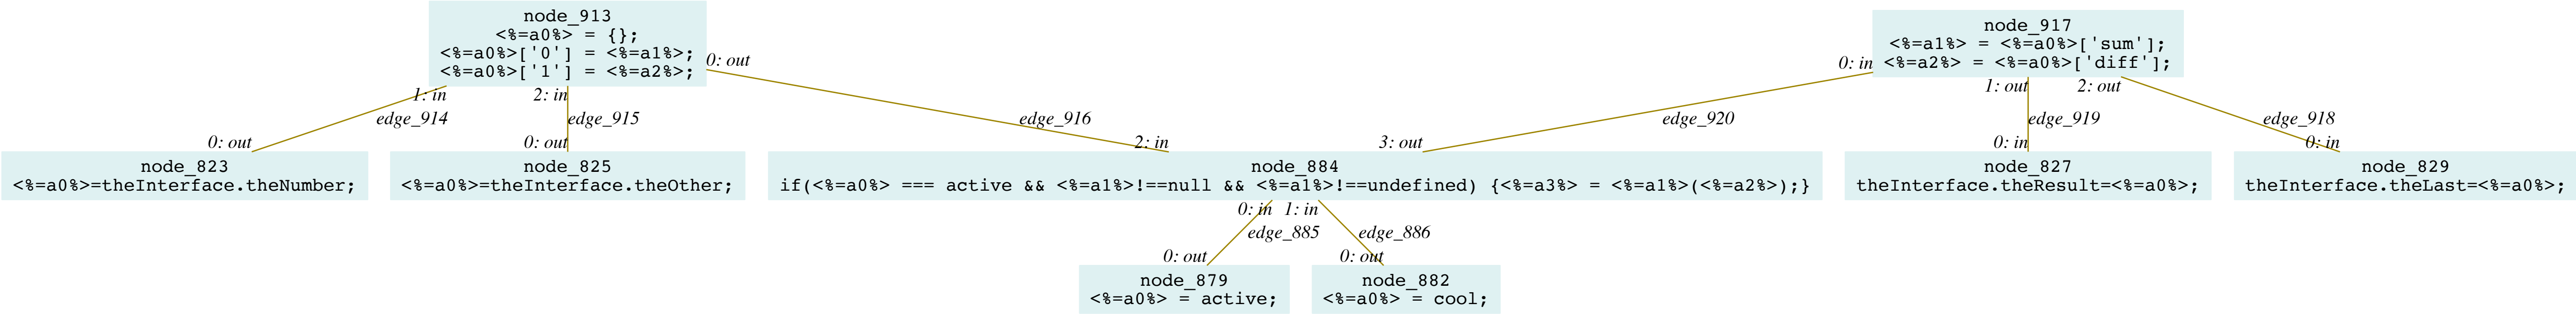 node_913
<%=a0%> = {};
<%=a0%>['0'] = <%=a1%>;
<%=a0%>['1'] = <%=a2%>;
0: out
node_917
<%=a1%> = <%=a0%>['sum'];
<%=a2%> = <%=a0%>['diff'];
0: in
1: in
2: in
1: out
2: out
edge_914
edge_915
edge_916
edge_920
edge_919
edge_918
0: out
0: out
2: in
3: out
0: in
0: in
node_823
<%=a0%>=theInterface.theNumber;
node_825
<%=a0%>=theInterface.theOther;
node_884
if(<%=a0%> === active && <%=a1%>!==null && <%=a1%>!==undefined) {<%=a3%> = <%=a1%>(<%=a2%>);}
node_827
theInterface.theResult=<%=a0%>;
node_829
theInterface.theLast=<%=a0%>;
0: in
1: in
edge_885
edge_886
0: out
0: out
node_879
<%=a0%> = active;
node_882
<%=a0%> = cool;